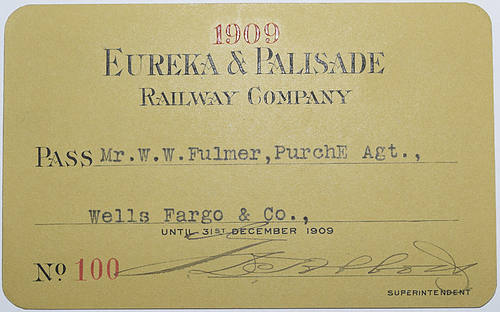 1909
EUREKA & PALISADE
RAILWAY COMPANY
PASS Mr.W.W.Fulmer,PurchE Agt.,
Wells Fargo & Co.,
UNTIL 31ST DECEMBER 1909
No 100
SUPERINTENDENT